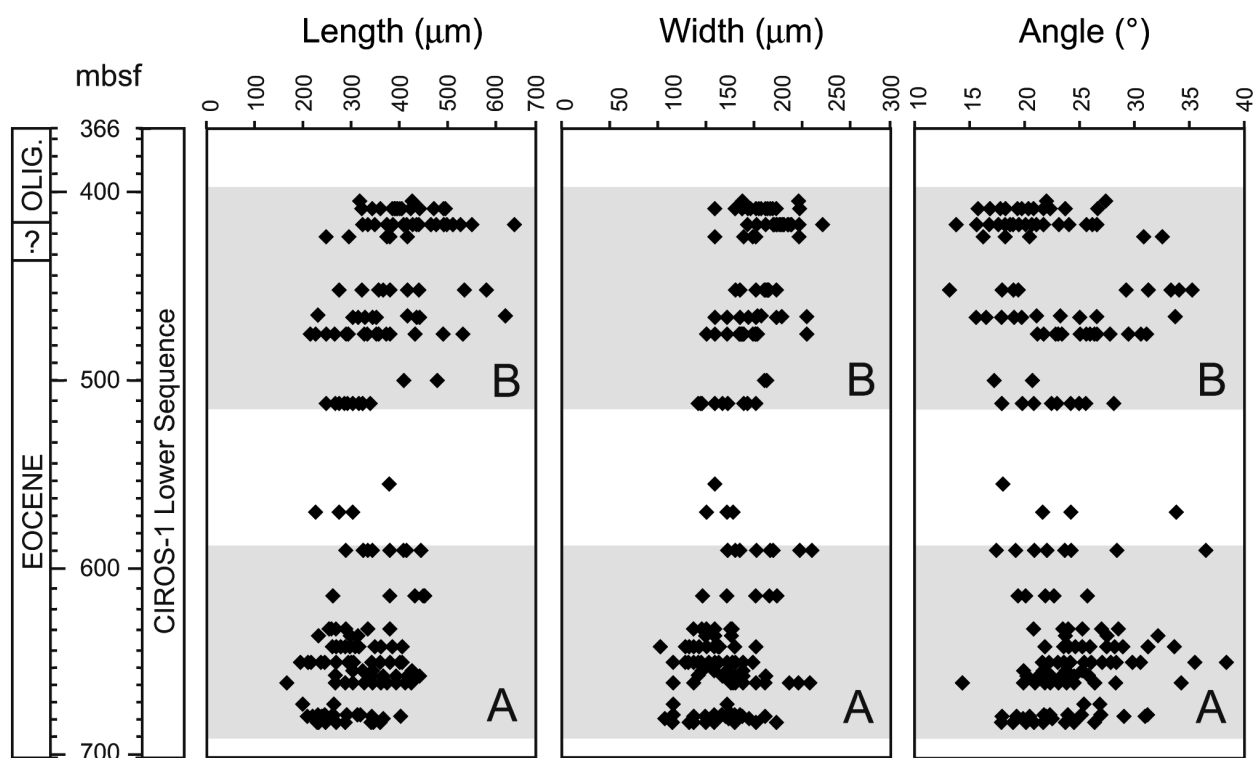 Length (μm)
Width (μm)
Angle (°)
mbsf
0 100 200 300 400 500 600 700
0 50 100 150 200 250 300
10 15 20 25 30 35 40
366
400
500
600
700
OLIG.
-?
EOCENE
CIROS-1 Lower Sequence
B
B
B
A
A
A